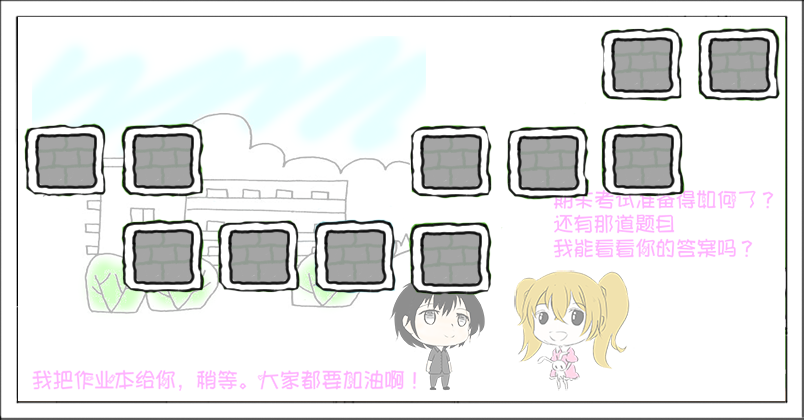 期末考试准备得如何了？
还有那道题目
我能看看你的答案吗？
我把作业本给你，稍等。大家都要加油啊！